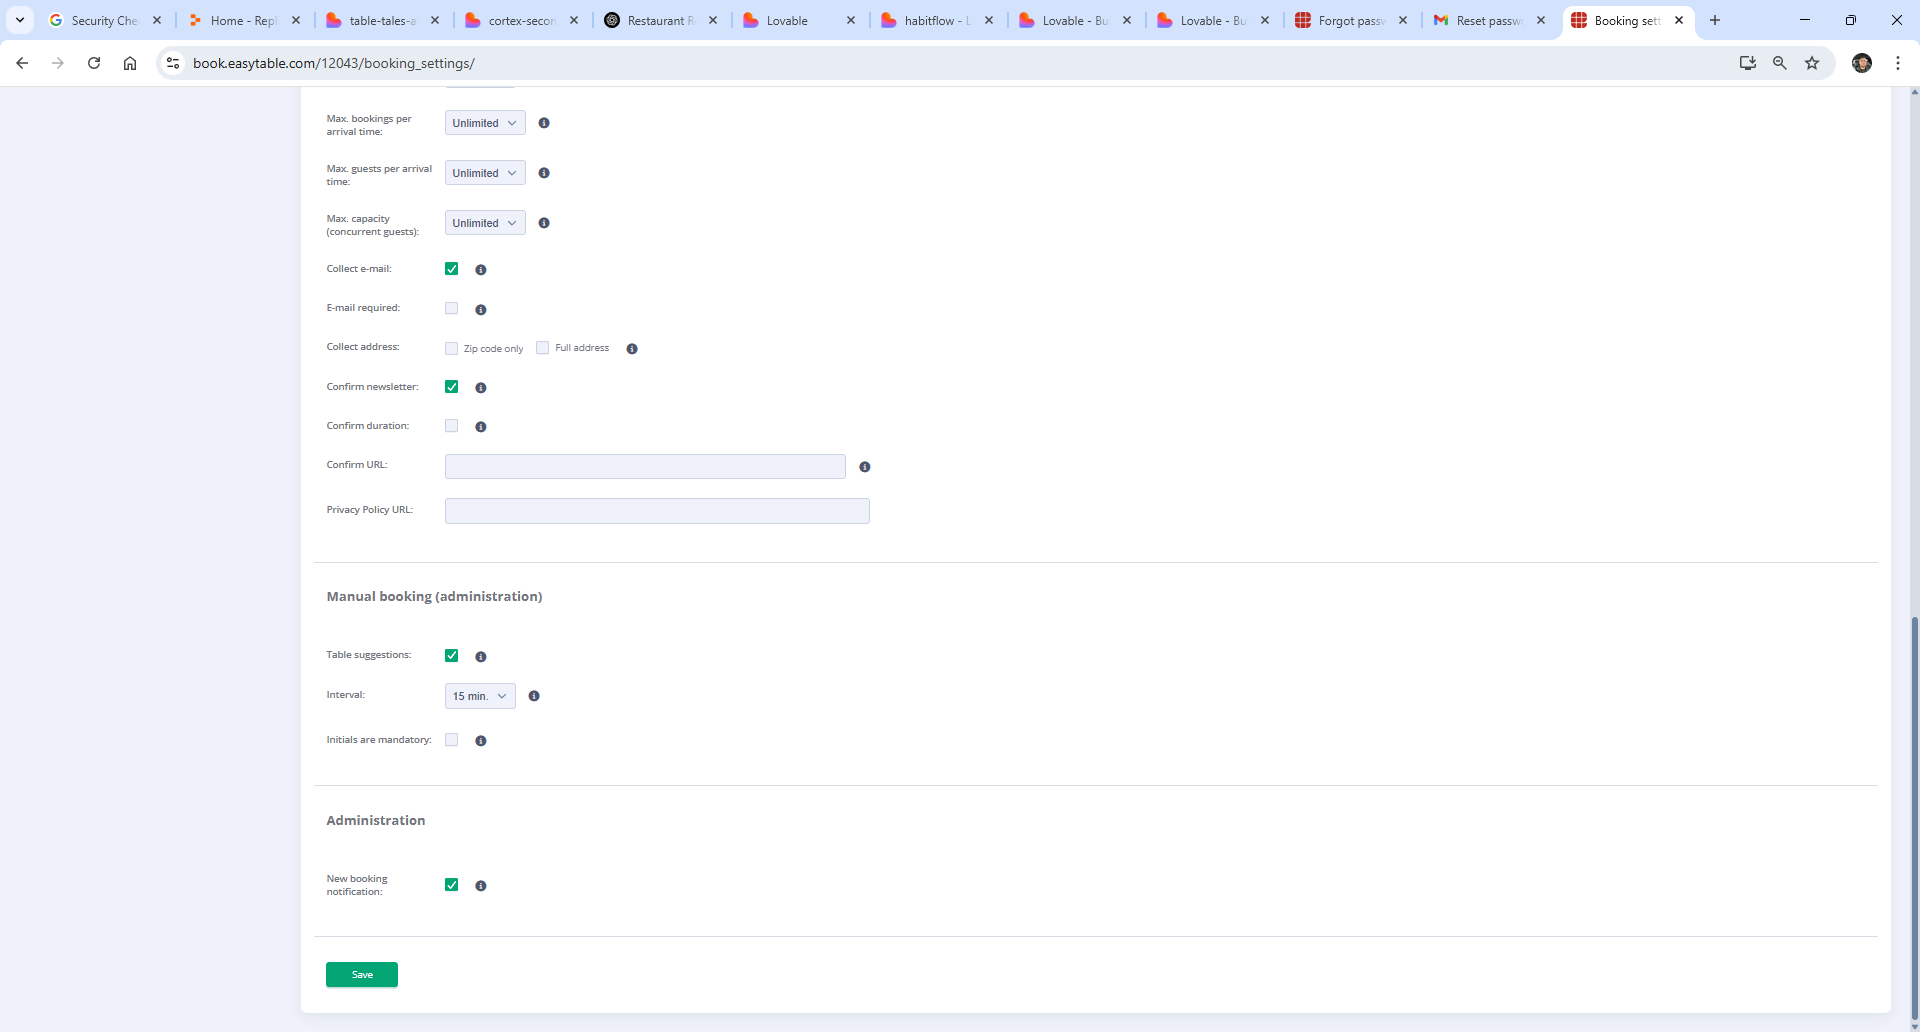 Security Che
Home - Repl
table-tales-a
cortex-secon
Restaurant R
Lovable
habitflow - L
Lovable - Bu
Lovable - Bu
Forgot passw
Reset passwo
Booking sett
book.easytable.com/12043/booking_settings/
Max. bookings per
arrival time:
Unlimited
Max. guests per arrival
time:
Unlimited
Max. capacity
(concurrent guests):
Unlimited
Collect e-mail:
E-mail required:
Collect address:
Zip code only
Full address
Confirm newsletter:
Confirm duration:
Confirm URL:
Privacy Policy URL:
Manual booking (administration)
Table suggestions:
Interval:
15 min.
Initials are mandatory:
Administration
New booking
notification:
Save